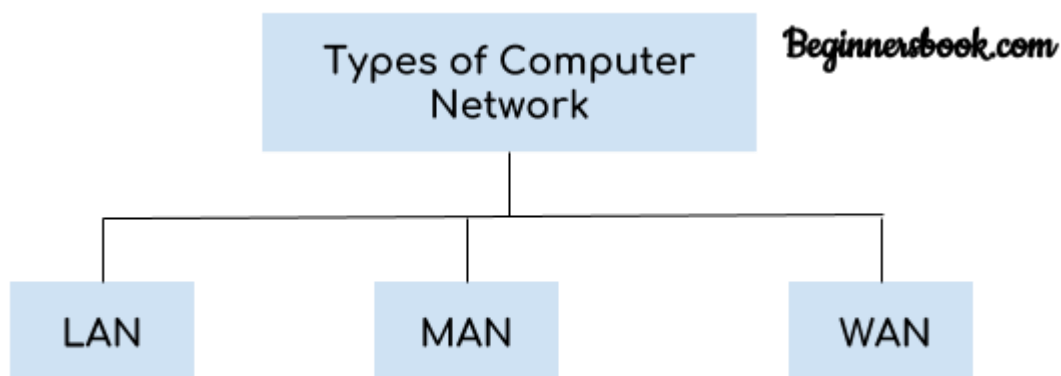 Types of Computer
Network
Beginnersbook.com
LAN
MAN
WAN